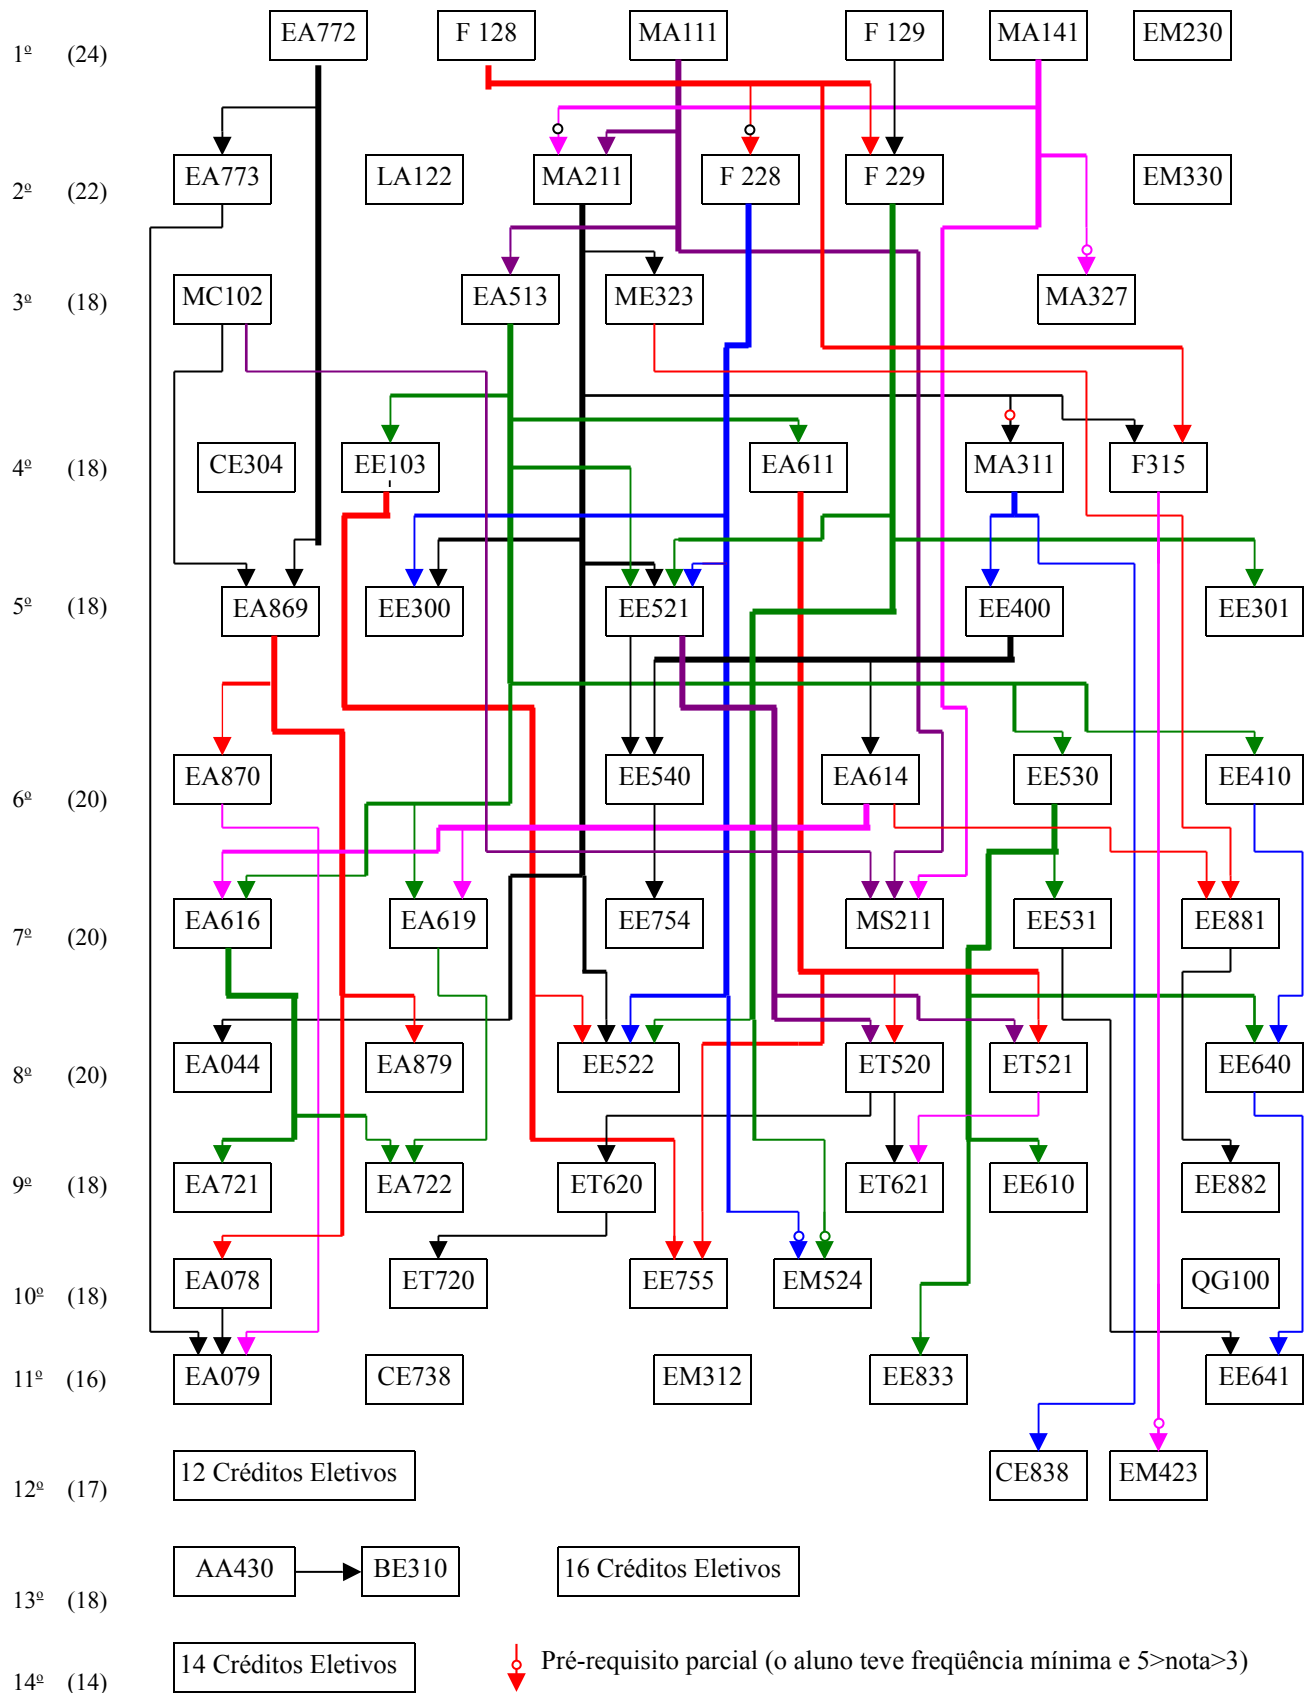 EA772 F 128 MA111 F 129 MA141 EM230
1º (24)
EA773 LA122 MA211 F 228 F 229 EM330
2º (22)
MC102 EA513 ME323 MA327
3º (18)
CE304 EE103 EA611 MA311 F315
4º (18)
EA869 EE300 EE521 EE400 EE301
5º (18)
EA870 EE540 EA614 EE530 EE410
6º (20)
EA616 EA619 EE754 MS211 EE531 EE881
7º (20)
EA044 EA879 EE522 ET520 ET521 EE640
8º (20)
EA721 EA722 ET620 ET621 EE610 EE882
9º (18)
EA078 ET720 EE755 EM524 QG100
10º (18)
EA079 CE738 EM312 EE833 EE641
11º (16)
12 Créditos Eletivos CE838 EM423
12º (17)
AA430 BE310 16 Créditos Eletivos
13º (18)
14 Créditos Eletivos Pré-requisito parcial (o aluno teve freqüência mínima e 5>nota>3)
14º (14)